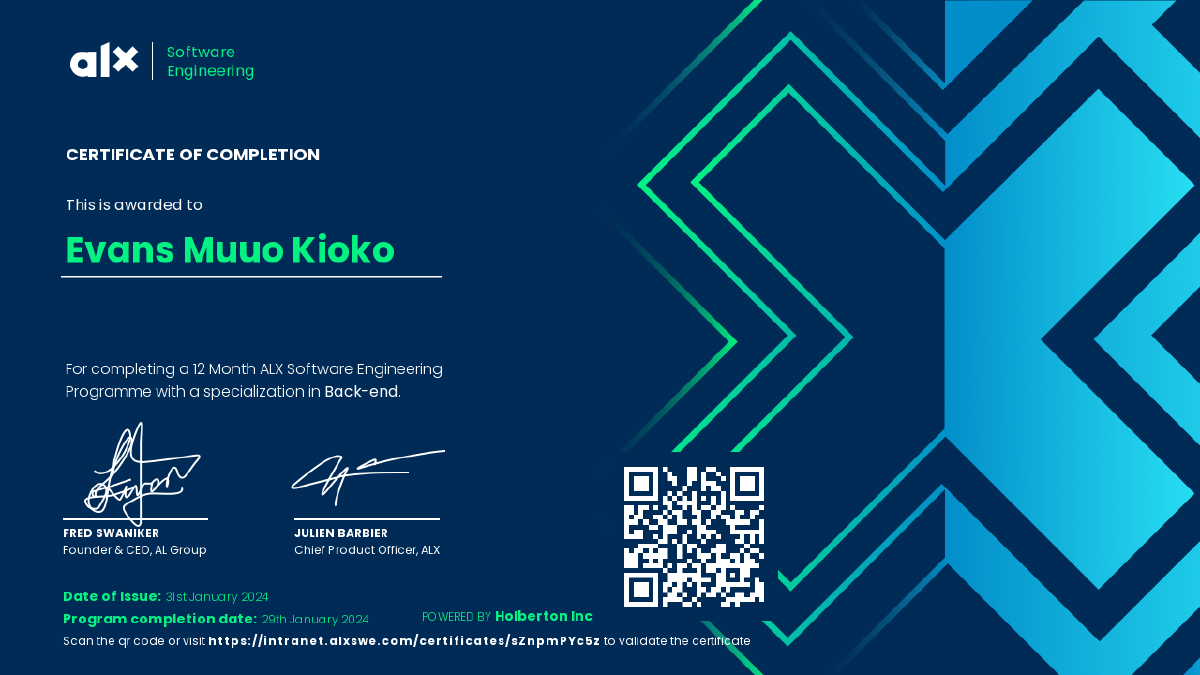 alx
Software
Engineering
CERTIFICATE OF COMPLETION
This is awarded to
Evans Muuo Kioko
For completing a 12 Month ALX Software Engineering
Programme with a specialization in Back-end.
FRED SWANIKER
Founder & CEO, AL Group
JULIEN BARBIER
Chief Product Officer, ALX
Date of Issue: 31st January 2024
Program completion date: 29th January 2024
POWERED BY Holberton Inc
Scan the qr code or visit https://intranet.alxswe.com/certificates/sZnpmPYc5z to validate the certificate